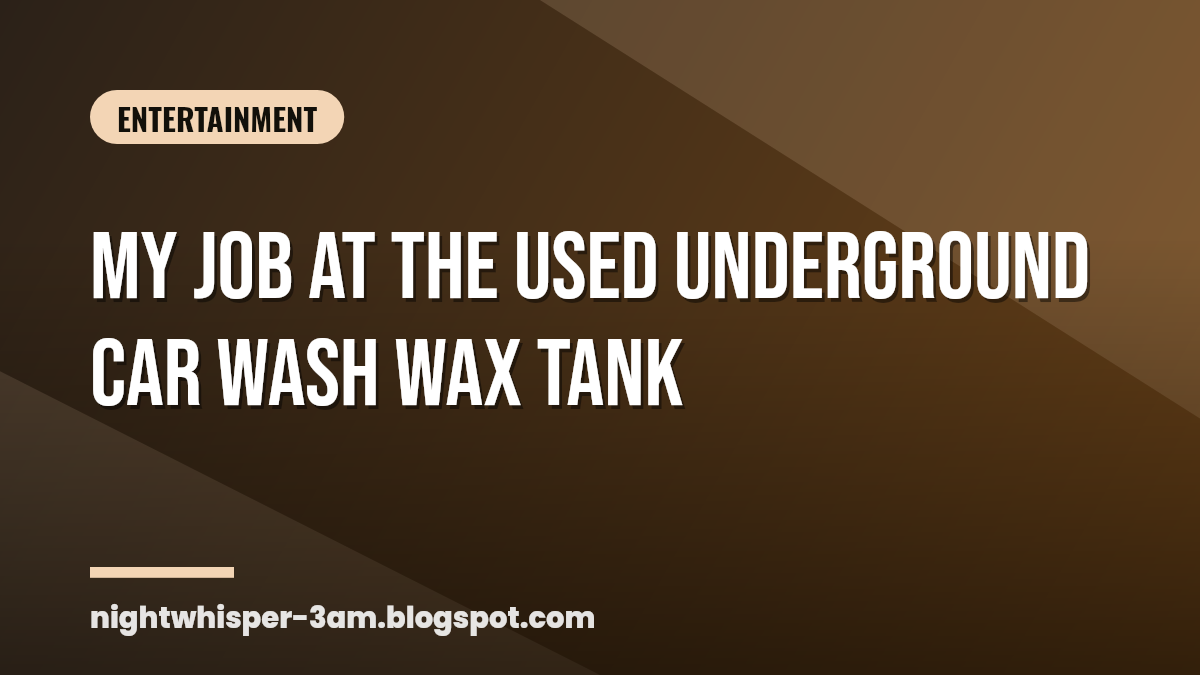 ENTERTAINMENT
MY JOB AT THE USED UNDERGROUND
CAR WASH WAX TANK
nightwhisper-3am.blogspot.com